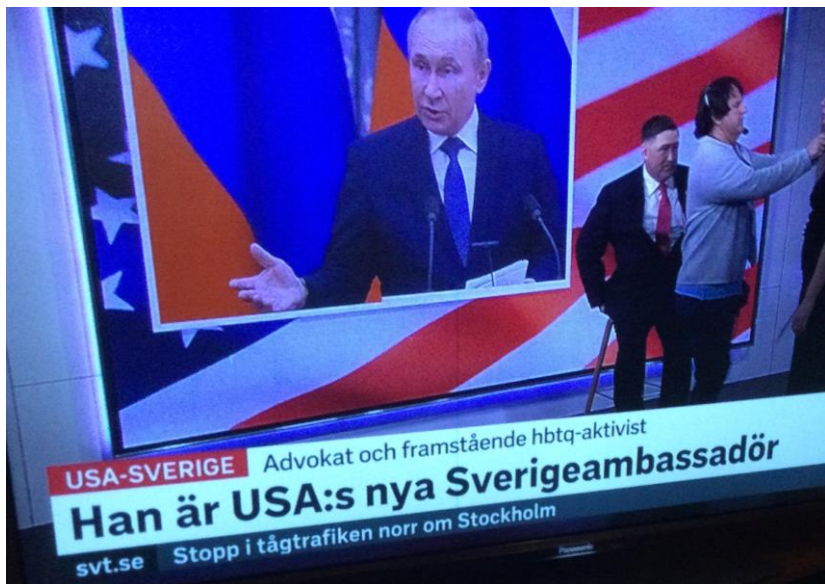 USA-SVERIGE Advokat och framstående hbtq-aktivist
Han är USA:s nya Sverigeambassadör
svt.se Stopp i tågtrafiken norr om Stockholm
Panasonic